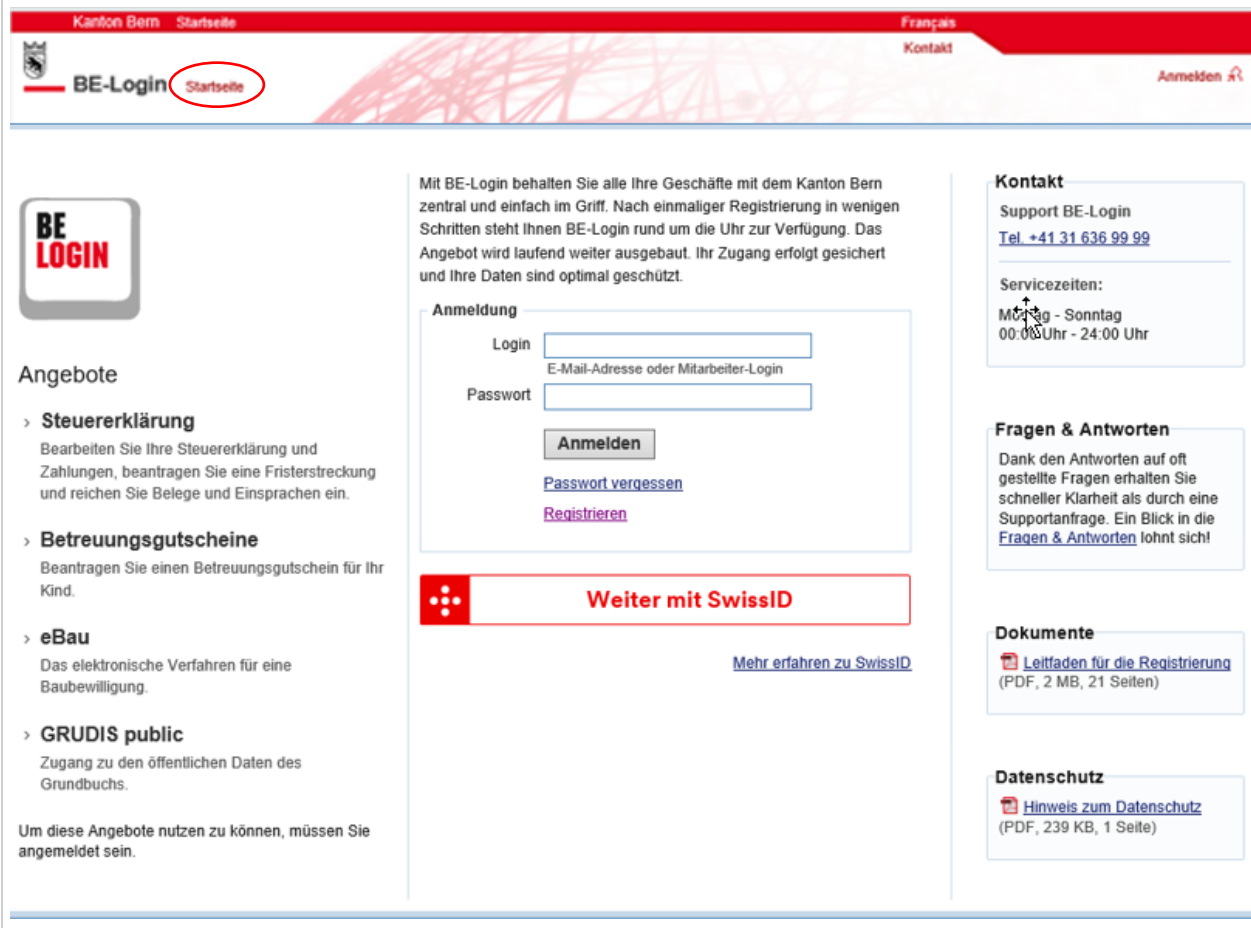 Kanton Bern Startseite
Français
Kontakt
BE-Login Startseite
Anmelden
BE
LOGIN
Angebote
Steuererklärung
Bearbeiten Sie Ihre Steuererklärung und
Zahlungen, beantragen Sie eine Fristerstreckung
und reichen Sie Belege und Einsprachen ein.
Betreuungsgutscheine
Beantragen Sie einen Betreuungsgutschein für Ihr
Kind.
eBau
Das elektronische Verfahren für eine
Baubewilligung.
GRUDIS public
Zugang zu den öffentlichen Daten des
Grundbuchs.
Um diese Angebote nutzen zu können, müssen Sie
angemeldet sein.
Mit BE-Login behalten Sie alle Ihre Geschäfte mit dem Kanton Bern
zentral und einfach im Griff. Nach einmaliger Registrierung in wenigen
Schritten steht Ihnen BE-Login rund um die Uhr zur Verfügung. Das
Angebot wird laufend weiter ausgebaut. Ihr Zugang erfolgt gesichert
und Ihre Daten sind optimal geschützt.
Anmeldung
Login
E-Mail-Adresse oder Mitarbeiter-Login
Passwort
Anmelden
Passwort vergessen
Registrieren
Weiter mit SwissID
Mehr erfahren zu SwissID
Kontakt
Support BE-Login
Tel. +41 31 636 99 99
Servicezeiten:
Montag - Sonntag
00:00 Uhr - 24:00 Uhr
Fragen & Antworten
Dank den Antworten auf oft
gestellte Fragen erhalten Sie
schneller Klarheit als durch eine
Supportanfrage. Ein Blick in die
Fragen & Antworten lohnt sich!
Dokumente
Leitfaden für die Registrierung
(PDF, 2 MB, 21 Seiten)
Datenschutz
Hinweis zum Datenschutz
(PDF, 239 KB, 1 Seite)